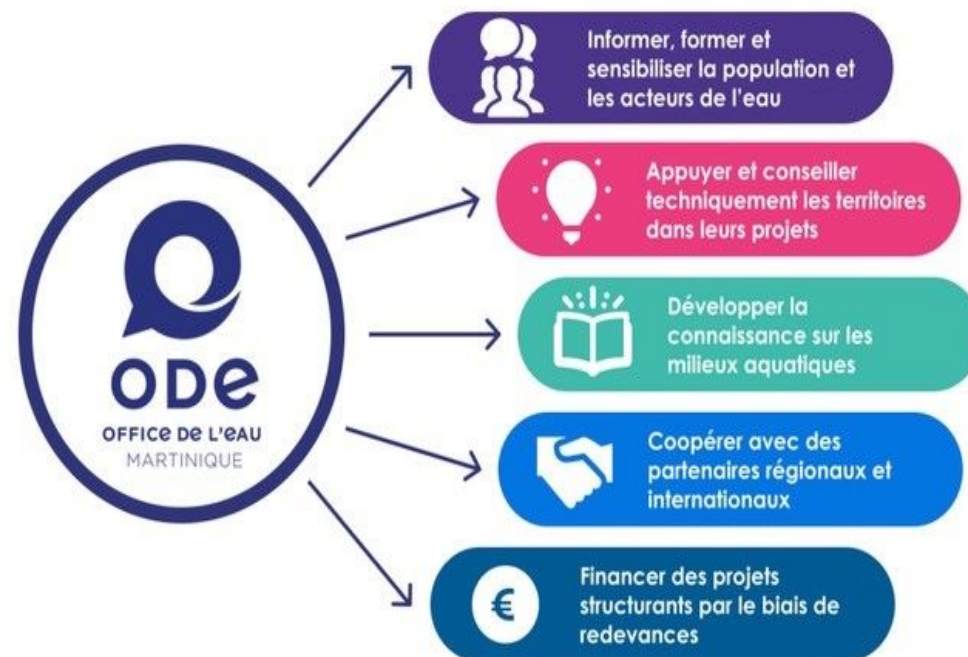 Informer, former et
sensibiliser la population et
les acteurs de l'eau
Appuyer et conseiller
techniquement les territoires
dans leurs projets
Développer la
connaissance sur les
milieux aquatiques
ODE
OFFICE DE L'EAU
MARTINIQUE
Coopérer avec des
partenaires régionaux et
internationaux
€
Financer des projets
structurants par le biais de
redevances